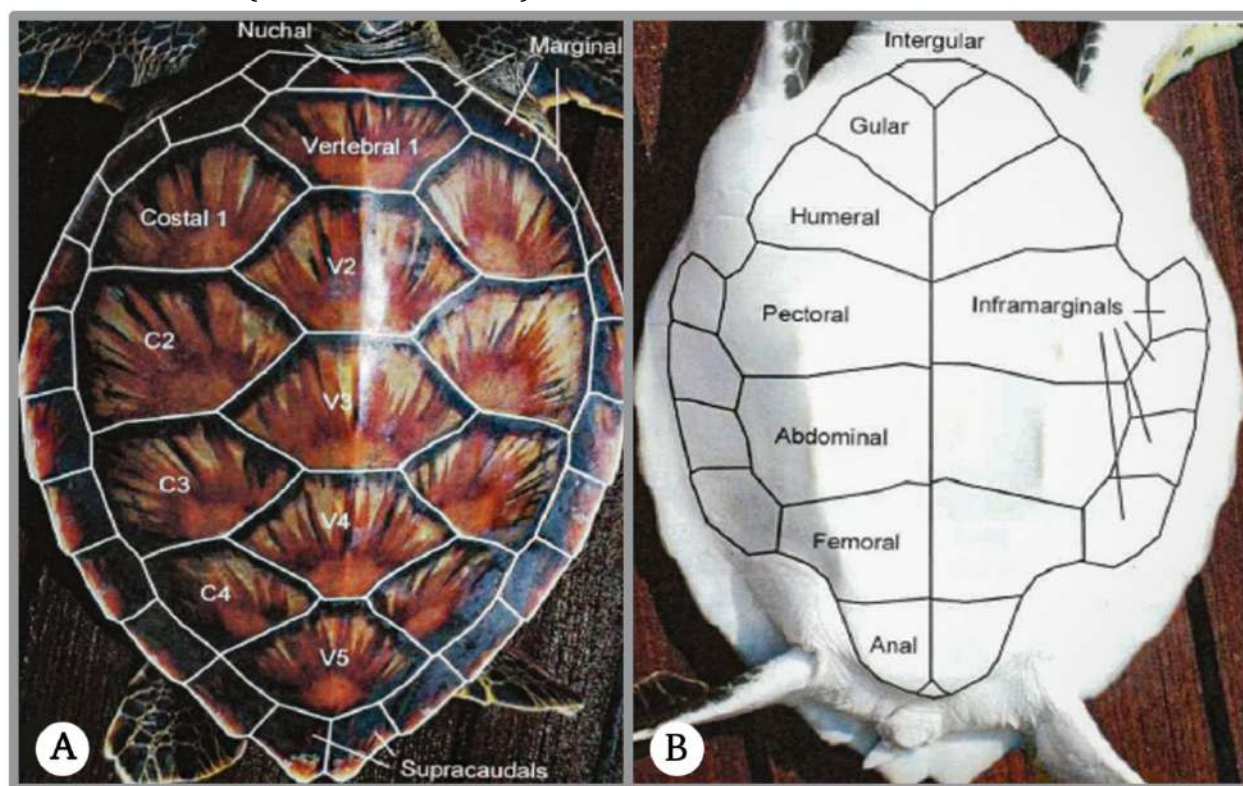 Nuchal
Marginal
Vertebral 1
Costal 1
V2
C2
V3
C3
V4
C4
V5
Supracaudals
A
Intergular
Gular
Humeral
Pectoral
Inframarginals
Abdominal
Femoral
Anal
B